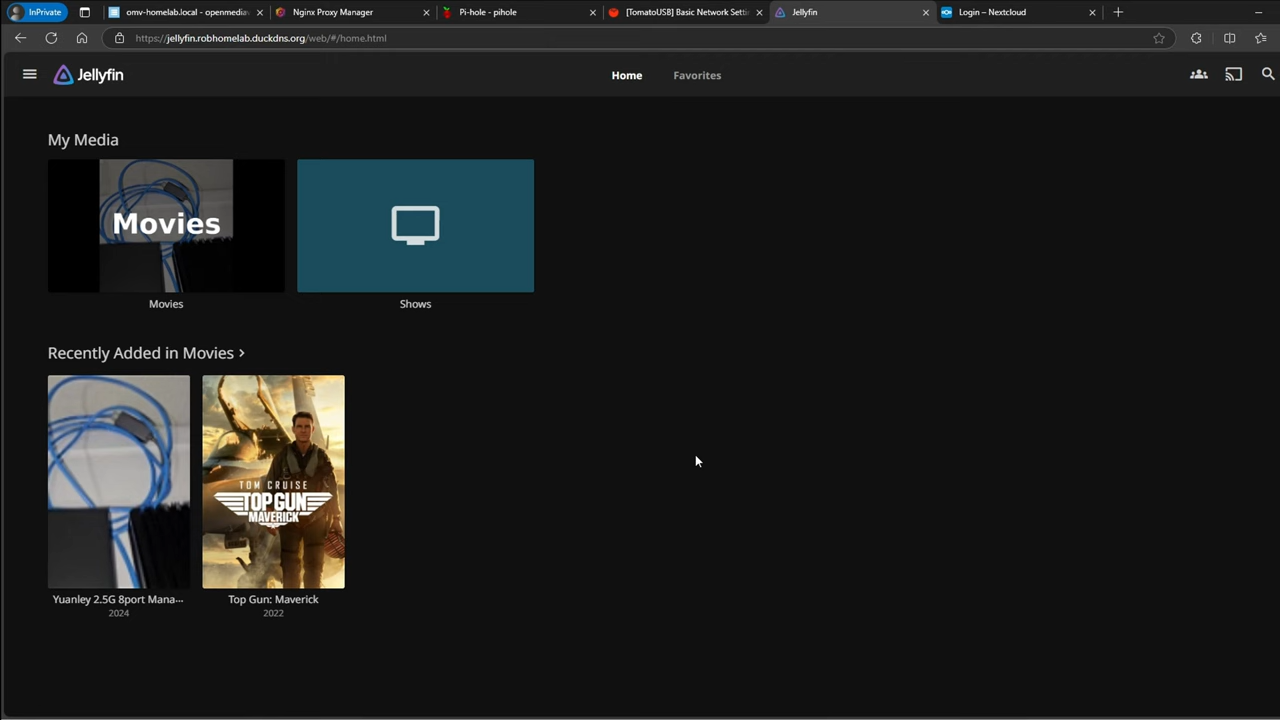 InPrivate
omv-homelab.local - openmediav
Nginx Proxy Manager
Pi-hole - pihole
[TomatoUSB] Basic Network Setti
Jellyfin
Login – Nextcloud
https://jellyfin.robhomelab.duckdns.org/web/#/home.html
Jellyfin
Home
Favorites
My Media
Movies
Movies
Shows
Recently Added in Movies
TOM CRUISE
TOP GUN
MAVERICK
Yuanley 2.5G 8port Mana...
Top Gun: Maverick
2024
2022